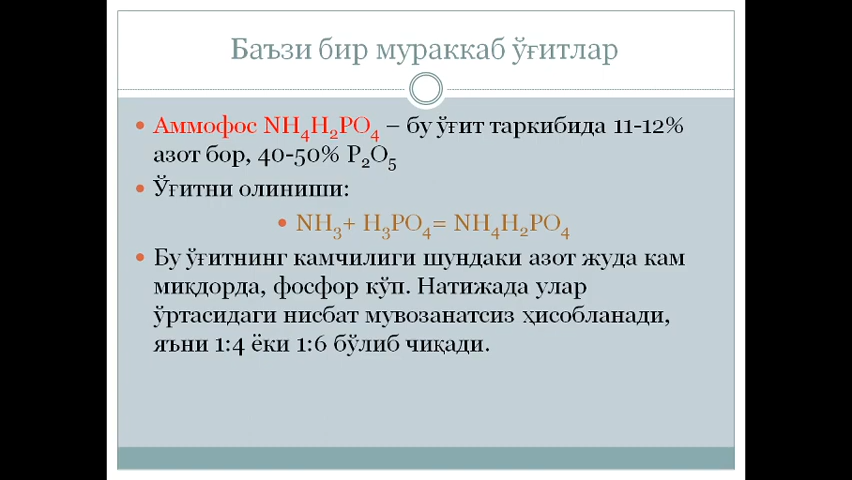 Баъзи бир мураккаб ўғитлар
• Аммофос NH₄H₂PO₄ – бу ўғит таркибида 11-12%
азот бор, 40-50% P₂O₅
• Ўғитни олиниши:
• NH₃+ H₃PO₄= NH₄H₂PO₄
• Бу ўғитнинг камчилиги шундаки азот жуда кам
миқдорда, фосфор кўп. Натижада улар
ўртасидаги нисбат мувозанатсиз ҳисобланади,
яъни 1:4 ёки 1:6 бўлиб чиқади.